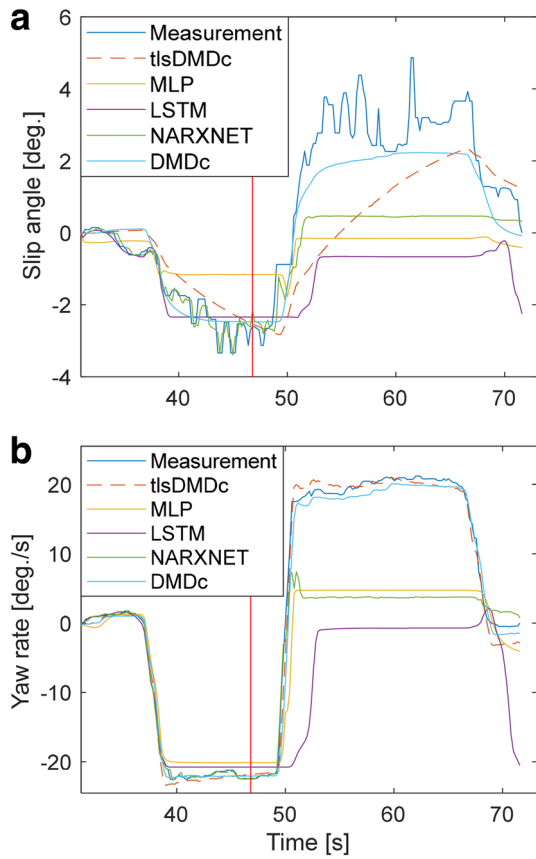 a
6
4
2
0
-2
-4
Slip angle [deg.]
Measurement
tlsDMDc
MLP
LSTM
NARXNET
DMDc
40
50
60
70
b
20
10
0
-10
-20
Yaw rate [deg./s]
Measurement
tlsDMDc
MLP
LSTM
NARXNET
DMDc
40
50
60
70
Time [s]